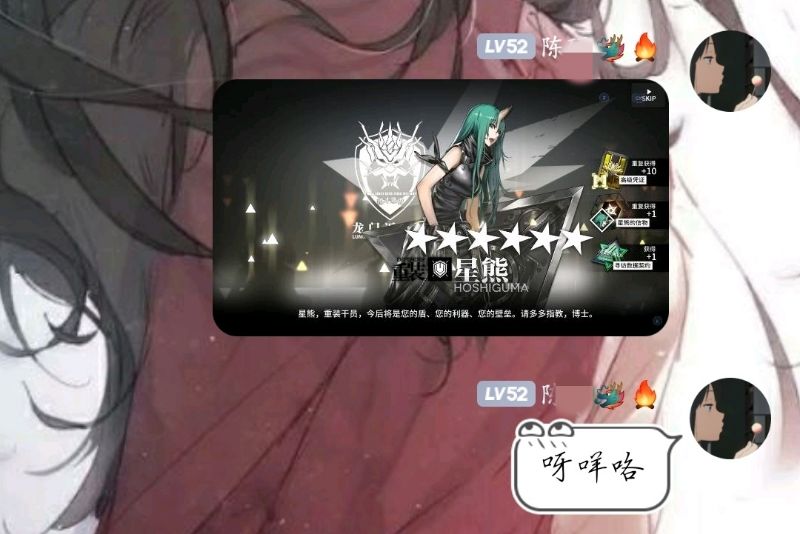 LV52 陈
SKIP
重复获得
+10
高级凭证
重复获得
+1
星熊的信物
获得
+1
寻访数据契约
龙门
重装
星熊
HOSHIGUMA
星熊，重装干员，今后将是您的盾、您的利器、您的壁垒。请多多指教，博士。
LV52
呀咩咯